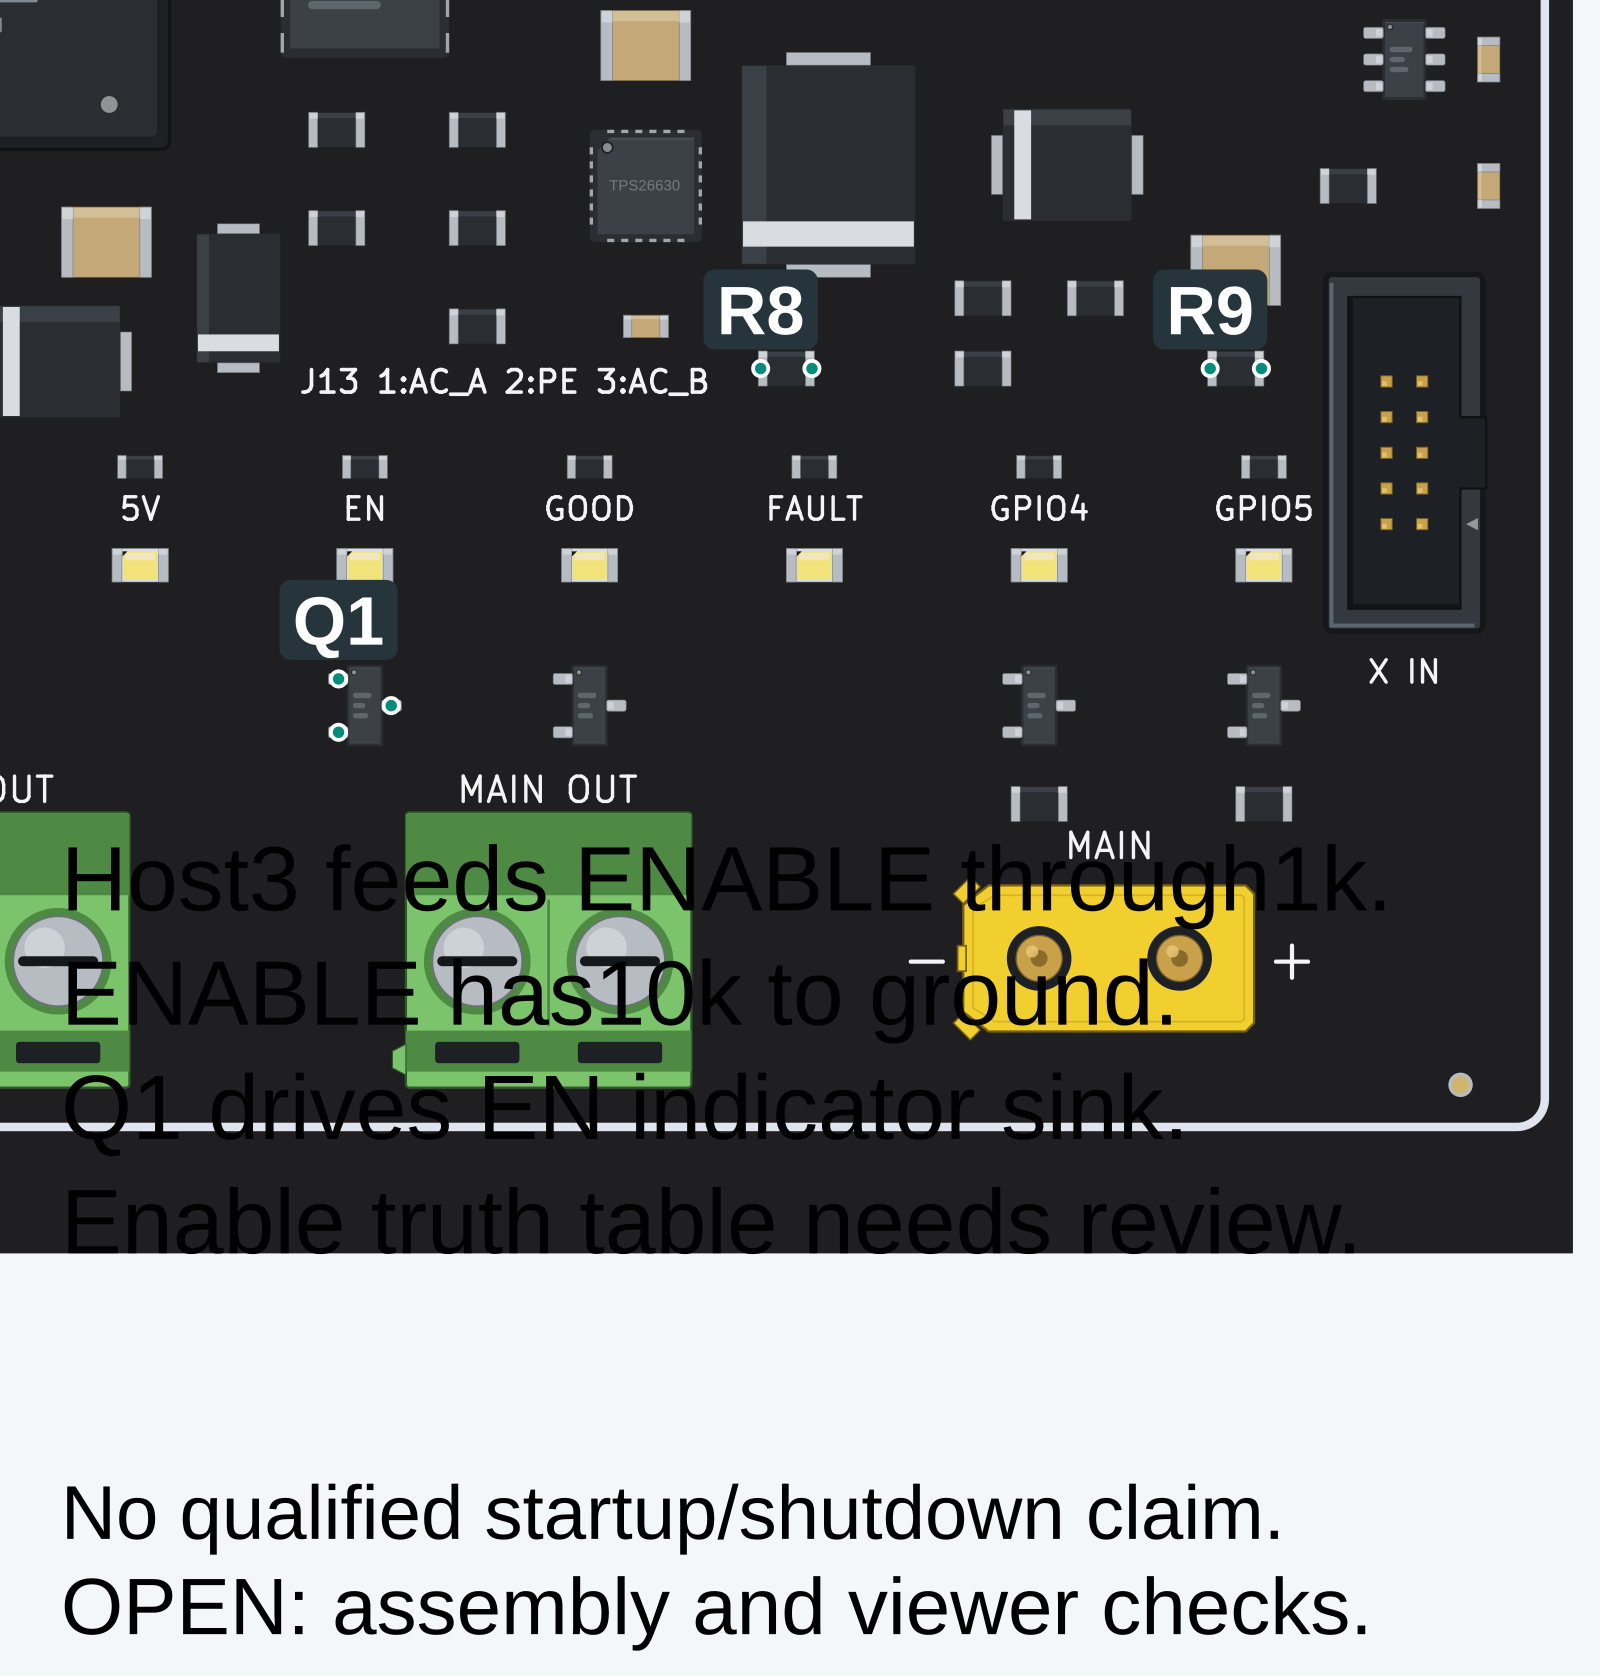 TPS26630
R8
R9
J13 1:AC_A 2:PE 3:AC_B
5V
EN
GOOD
FAULT
GPIO4
GPIO5
Q1
X IN
OUT
MAIN OUT
MAIN
Host3 feeds ENABLE through1k.
- +
ENABLE has10k to ground.
Q1 drives EN indicator sink.
Enable truth table needs review.
No qualified startup/shutdown claim.
OPEN: assembly and viewer checks.